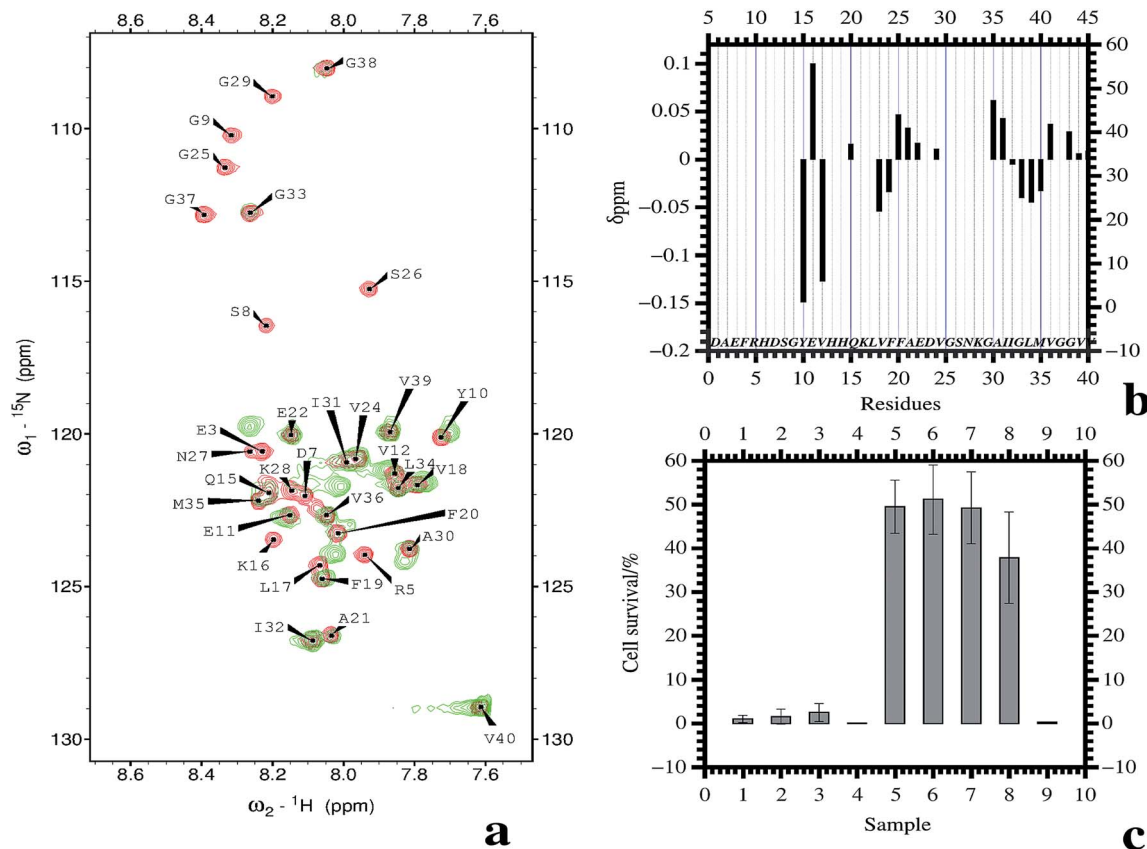 8.6 8.4 8.2 8.0 7.8 7.6
G38
G29
G9
G25
G37 G33
S26
S8
V39
I31 Y10
E22 V24
E3 V12
N27 D7 L34
K28 V18
Q15
M35 V36
E11 F20
K16 A30
L17 F19 R5
I32 A21
V40
110 110
115 115
120 120
125 125
130 130
8.6 8.4 8.2 8.0 7.8 7.6
ω1 - 15N (ppm)
ω2 - 1H (ppm)
a
5 15 20 25 30 35 40 45
0.1
0.05
0
−0.05
−0.1
−0.15
−0.2
60
50
40
30
20
10
0
−10
δppm
DAEFRHDSGYEVHHQKLVFFAEDVGSNKGAIIGLMVGGVV
0 5 10 15 20 25 30 35 40
Residues
b
0 1 2 3 4 5 6 7 8 9 10
60 60
50 50
40 40
30 30
20 20
10 10
0 0
−10 −10
Cell survival/%
0 1 2 3 4 5 6 7 8 9 10
Sample
c